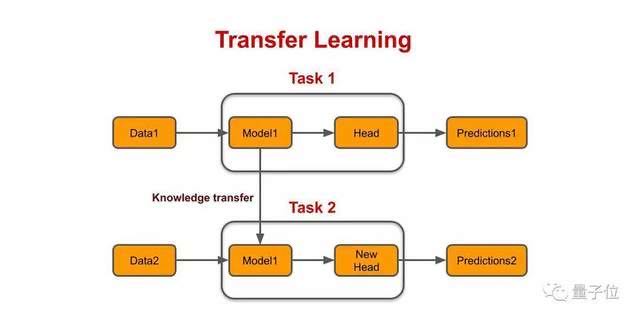 Transfer Learning
Task 1
Data1
Model1
Head
Predictions1
Knowledge transfer
Task 2
Data2
Model1
New
Head
Predictions2
量子位